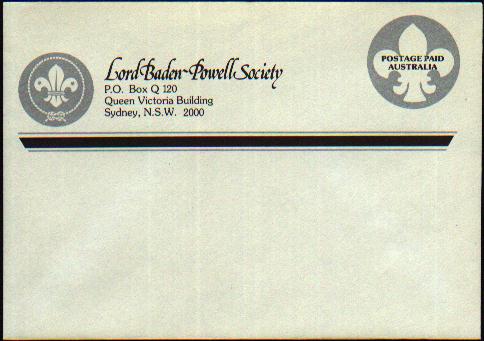 Lord Baden-Powell Society
P.O. Box Q 120
Queen Victoria Building
Sydney, N.S.W. 2000
POSTAGE PAID
AUSTRALIA